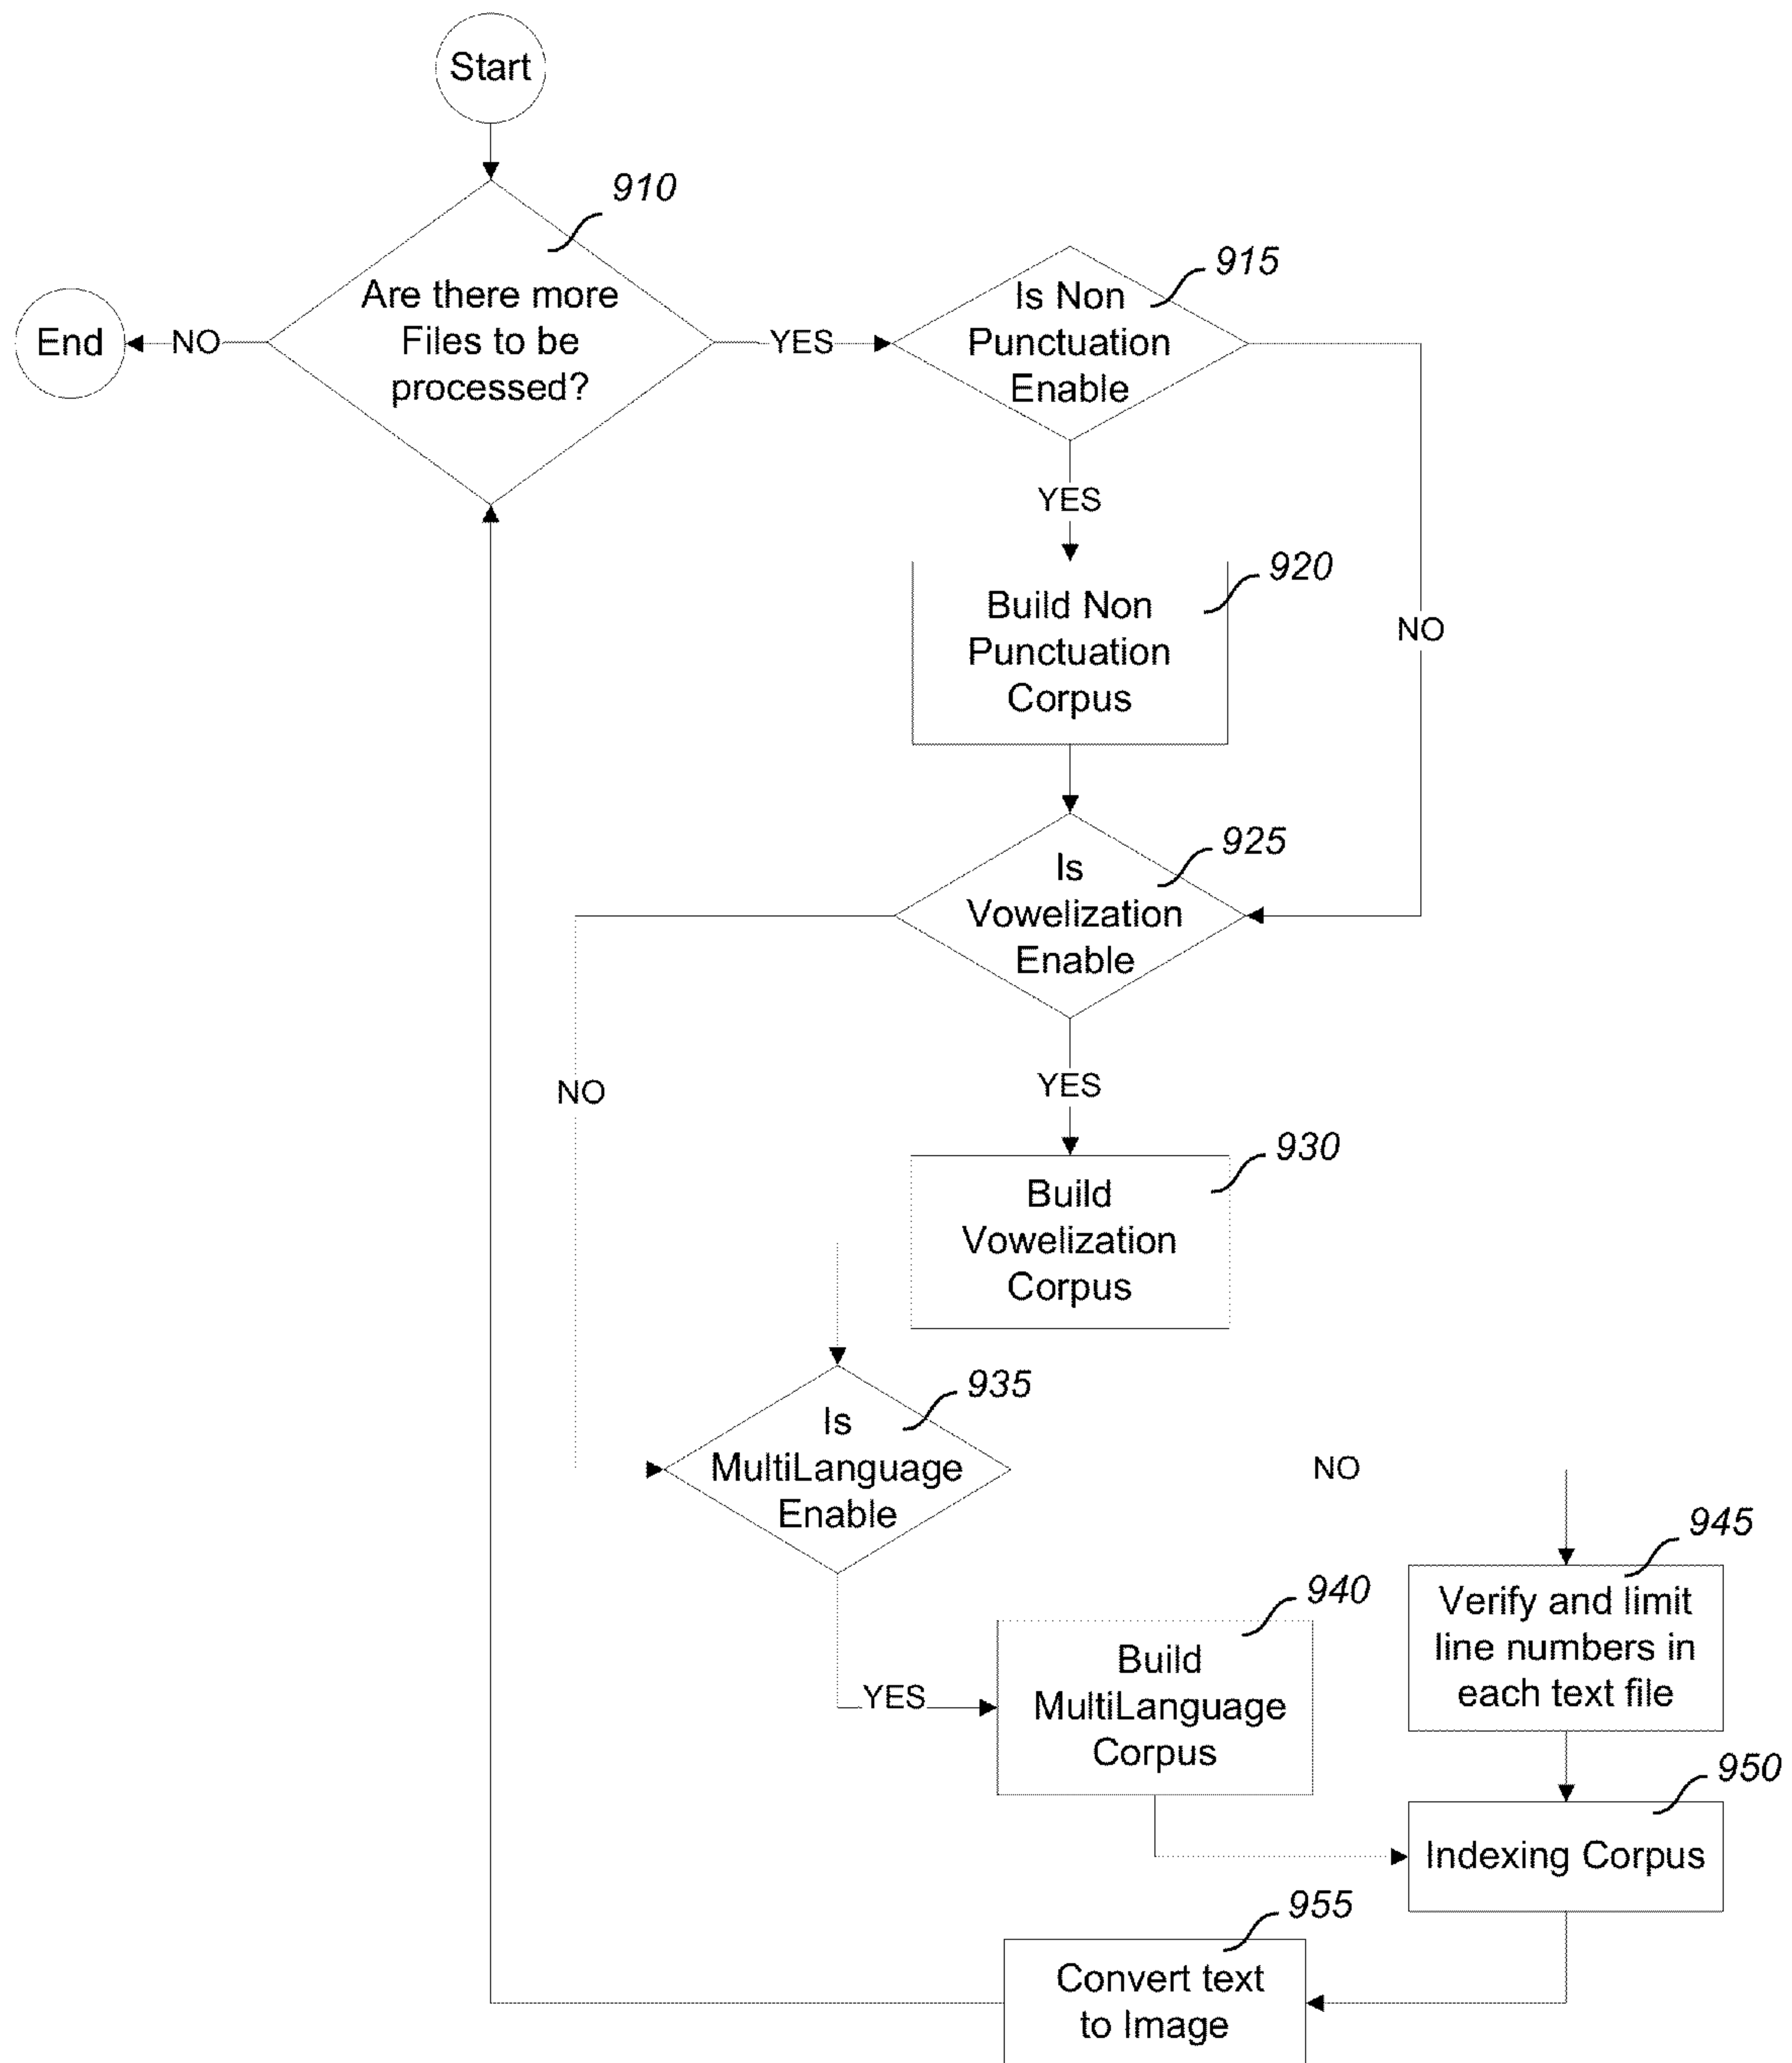 Start
910
Are there more
Files to be
processed?
End
NO
YES
915
Is Non
Punctuation
Enable
YES
920
Build Non
Punctuation
Corpus
NO
925
Is
Vowelization
Enable
NO
YES
930
Build
Vowelization
Corpus
935
Is
MultiLanguage
Enable
NO
945
Verify and limit
line numbers in
each text file
940
Build
MultiLanguage
Corpus
YES
950
Indexing Corpus
955
Convert text
to Image